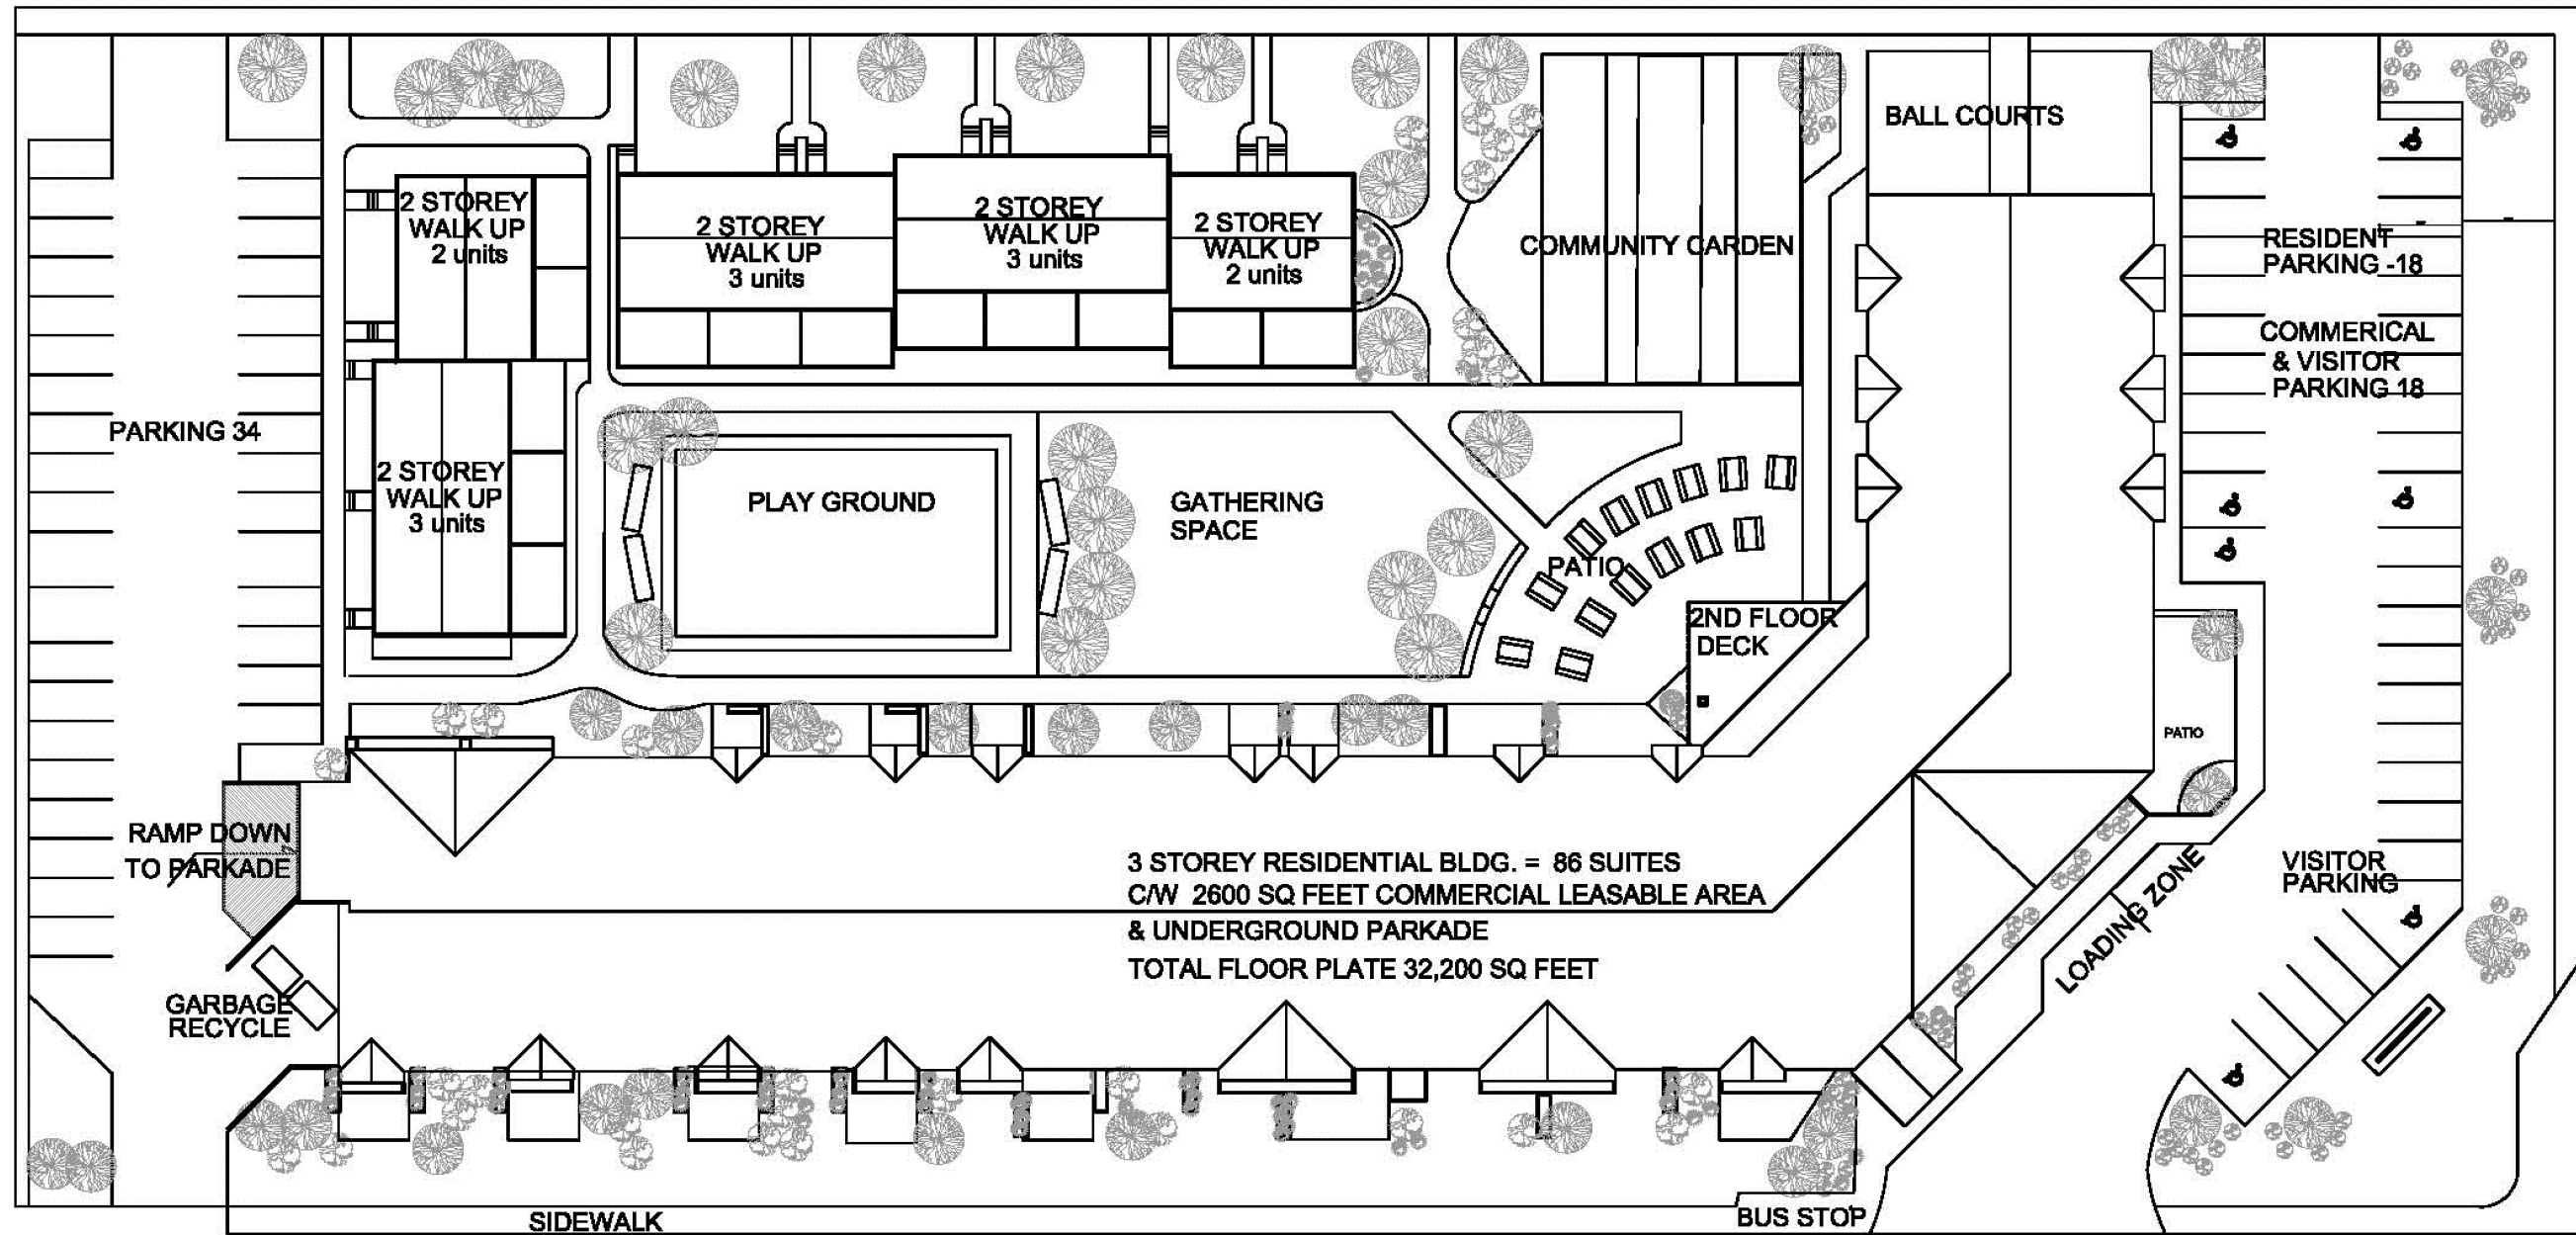 BALL COURTS
2 STOREY
WALK UP
2 units
2 STOREY
WALK UP
3 units
2 STOREY
WALK UP
3 units
2 STOREY
WALK UP
2 units
COMMUNITY CARDEN
RESIDENT
PARKING -18
COMMERICAL
& VISITOR
PARKING 18
PARKING 34
2 STOREY
WALK UP
3 units
PLAY GROUND
GATHERING
SPACE
PATIO
2ND FLOOR
DECK
PATIO
RAMP DOWN
TO PARKADE
3 STOREY RESIDENTIAL BLDG. = 86 SUITES
C/W 2600 SQ FEET COMMERCIAL LEASABLE AREA
& UNDERGROUND PARKADE
TOTAL FLOOR PLATE 32,200 SQ FEET
LOADING ZONE
VISITOR
PARKING
GARBAGE
RECYCLE
SIDEWALK
BUS STOP